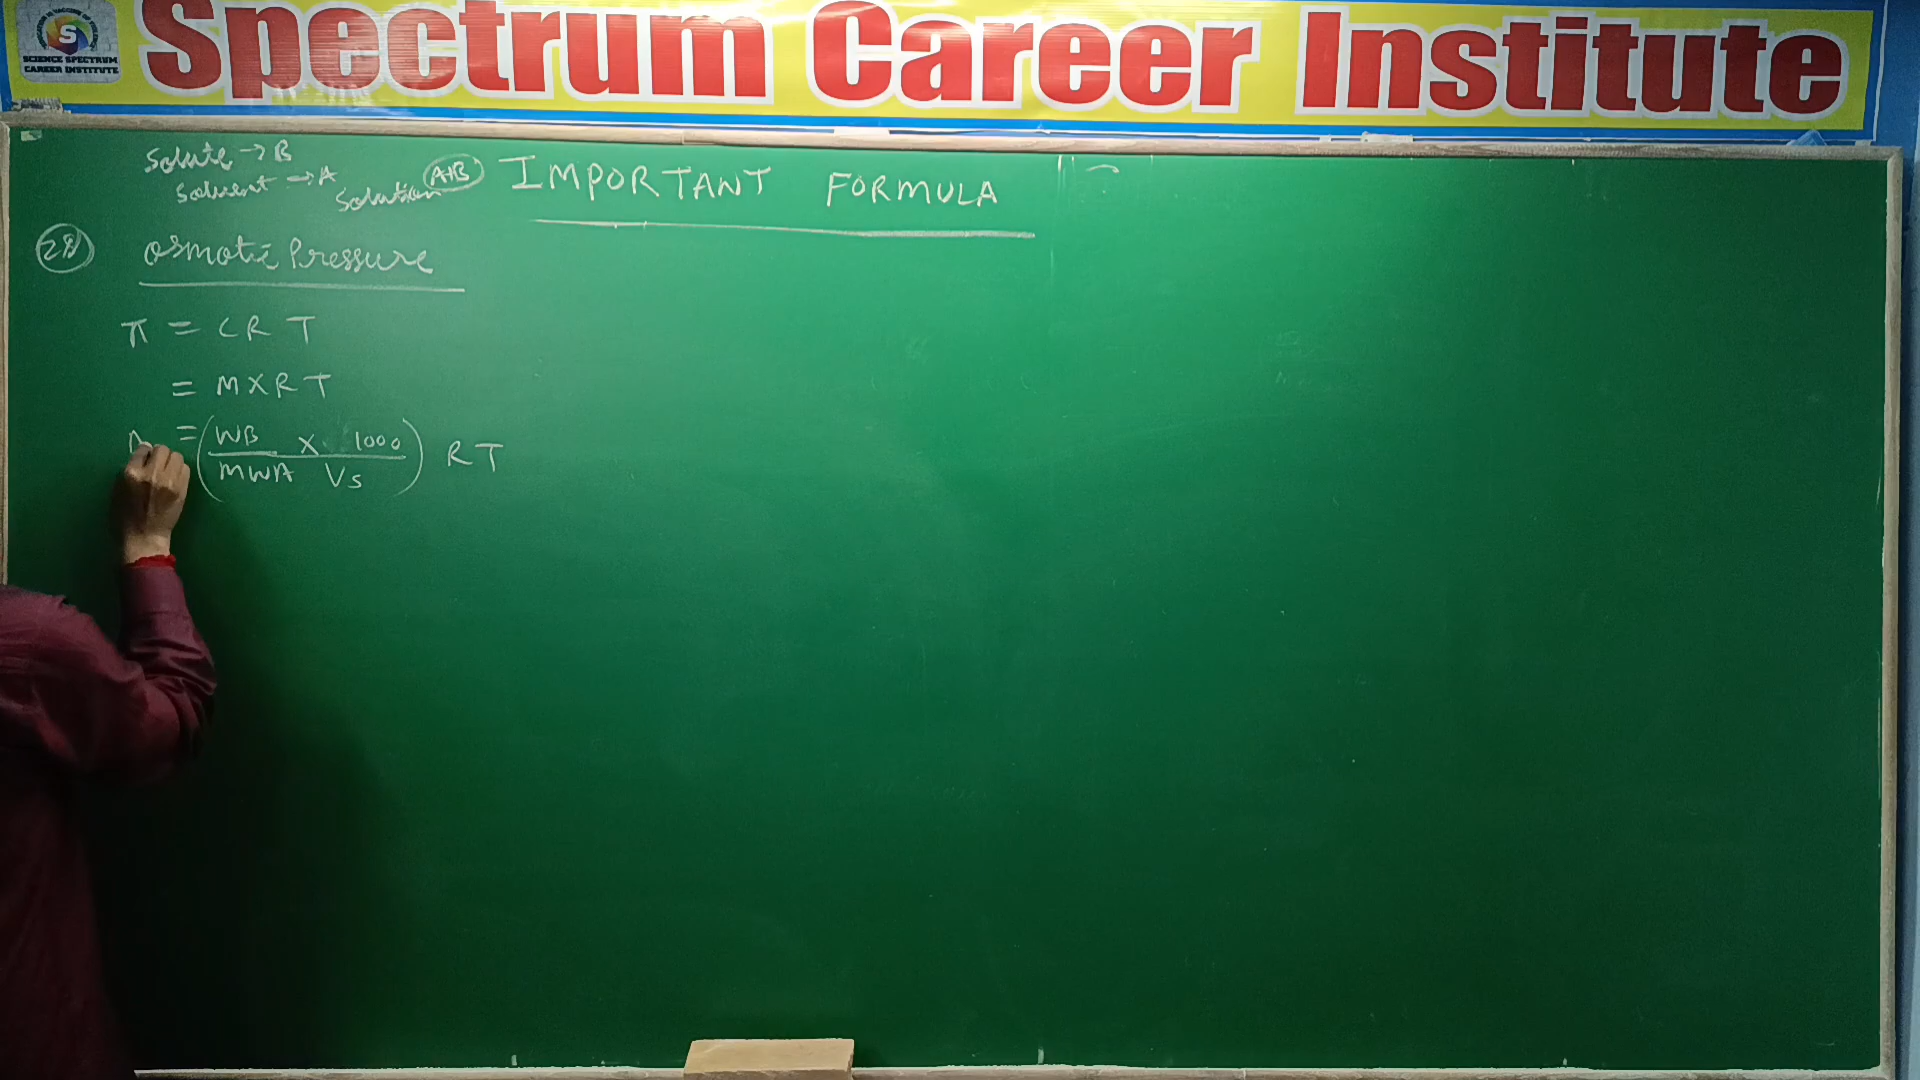 Spectrum Career Institute
S
SCIENCE SPECTRUM
CAREER INSTITUTE
Solute → B
Solvent → A
Solution A+B
IMPORTANT FORMULA
28 Osmotic Pressure
π = CRT
= M X R T
= (WB/MWA X 1000/Vs) RT